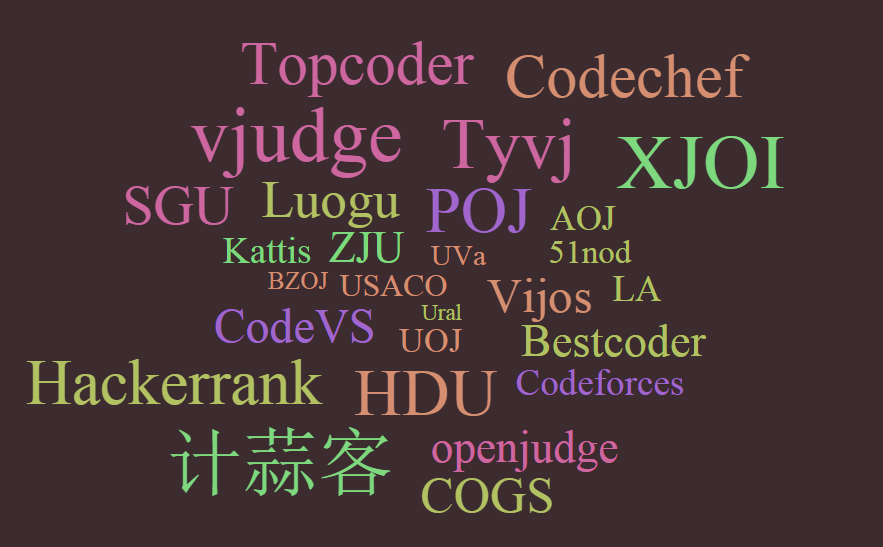 Topcoder Codechef
vjudge Tyvj XJOI
SGU Luogu POJ AOJ
Kattis ZJU UVa 51nod
BZOJ USACO Vijos LA
CodeVS Ural UOJ Bestcoder
Hackerrank HDU Codeforces
计蒜客 openjudge
COGS